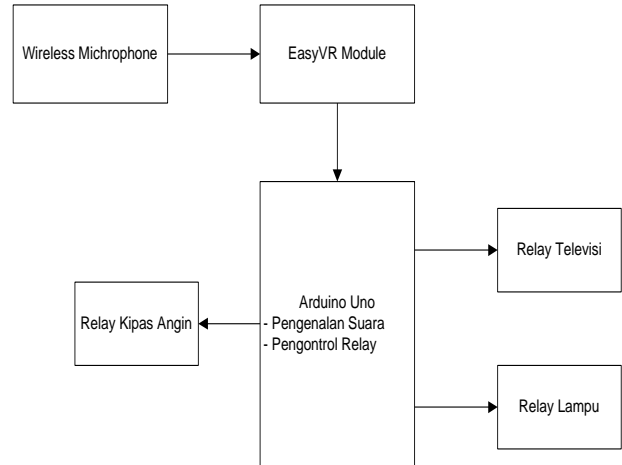 Wireless Michrophone
EasyVR Module
Relay Televisi
Arduino Uno
- Pengenalan Suara
- Pengontrol Relay
Relay Kipas Angin
Relay Lampu